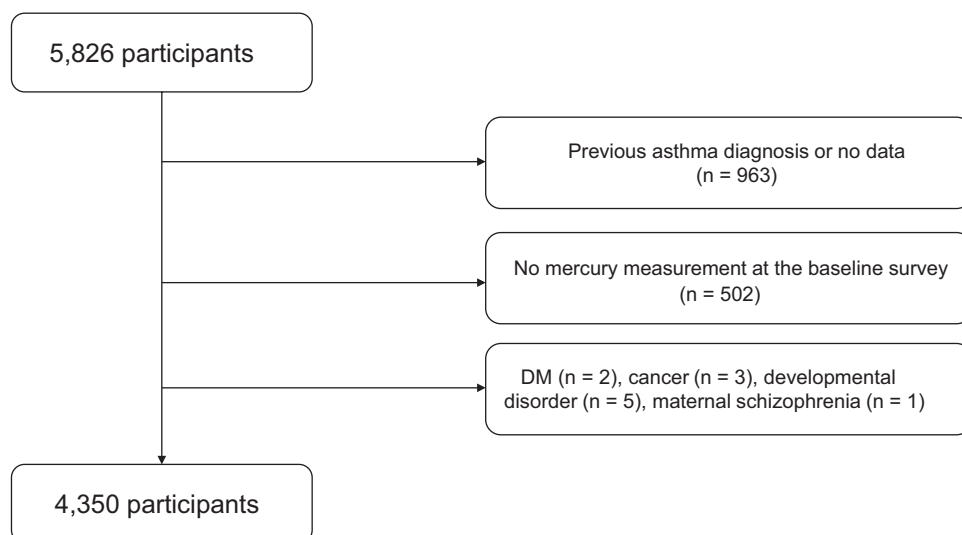 5,826 participants
Previous asthma diagnosis or no data
(n = 963)
No mercury measurement at the baseline survey
(n = 502)
DM (n = 2), cancer (n = 3), developmental
disorder (n = 5), maternal schizophrenia (n = 1)
4,350 participants